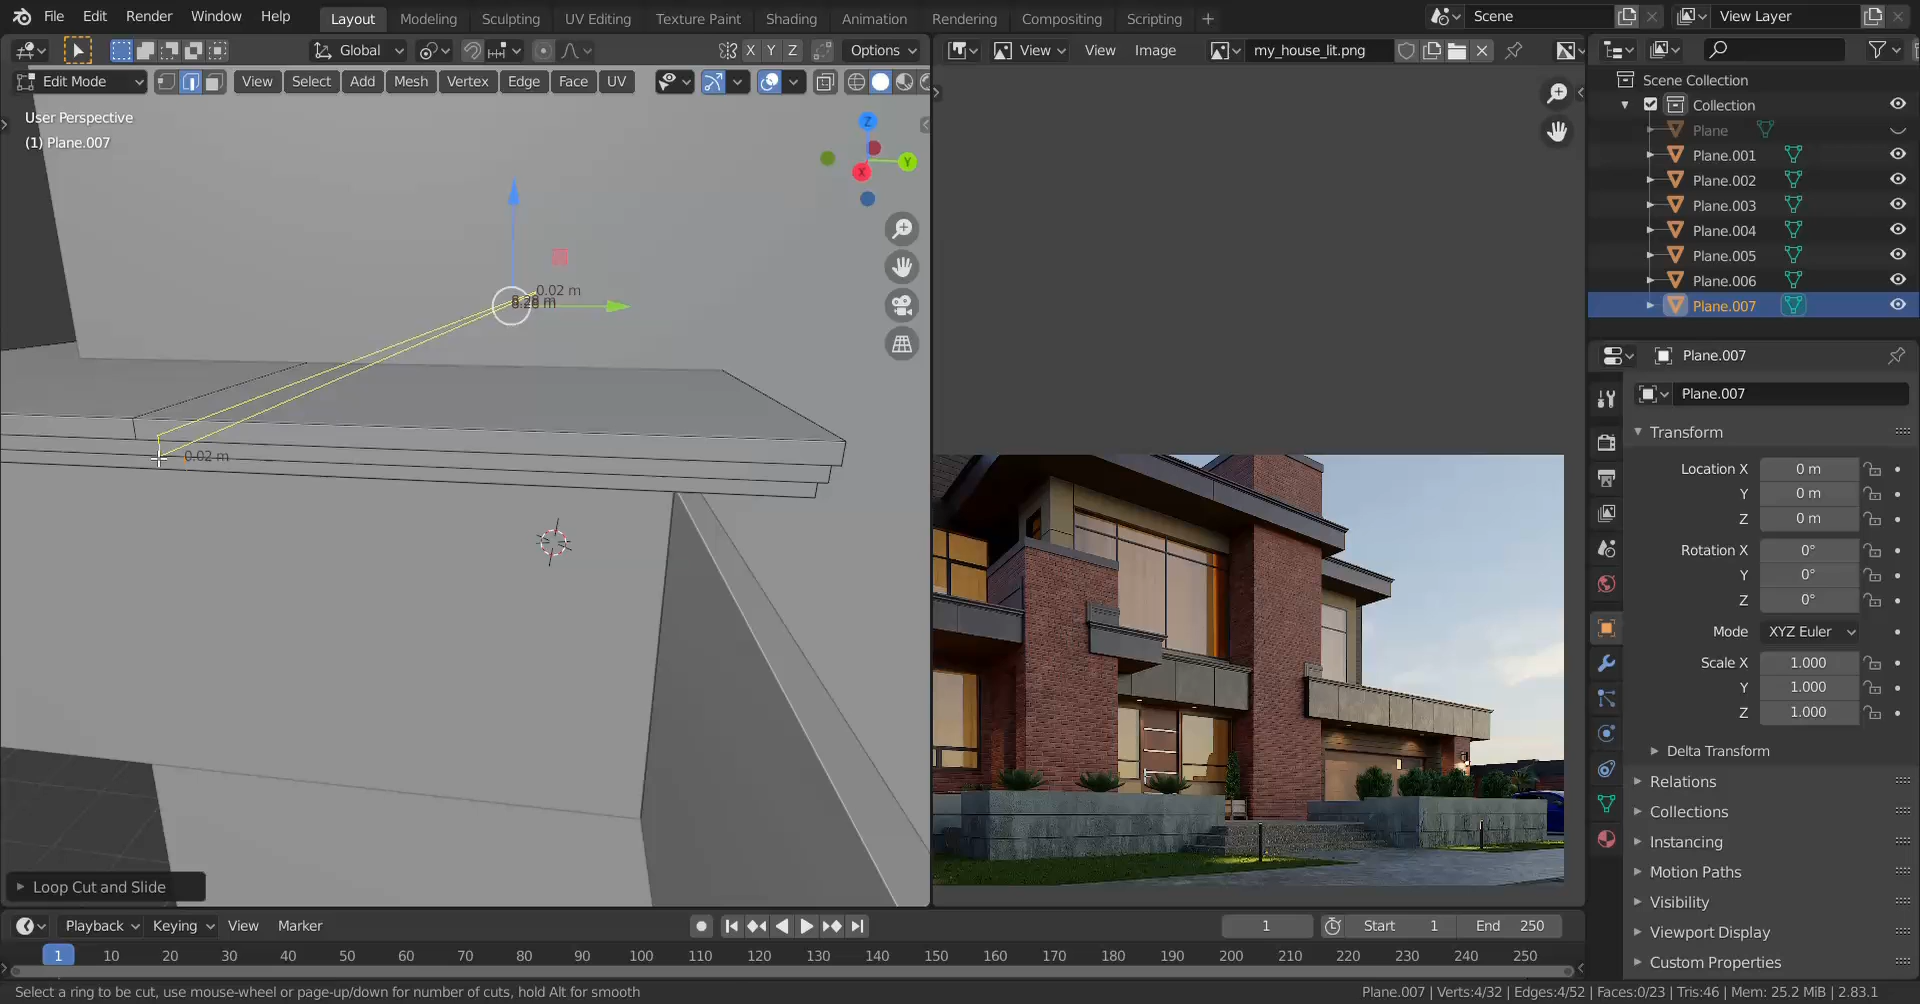 File Edit Render Window Help Layout Modeling Sculpting UV Editing Texture Paint Shading Animation Rendering Compositing Scripting + Scene View Layer
Global X Y Z Options View View Image my_house_lit.png
Edit Mode View Select Add Mesh Vertex Edge Face UV
Scene Collection
Collection
Plane
Plane.001
Plane.002
Plane.003
Plane.004
Plane.005
Plane.006
Plane.007
User Perspective
(1) Plane.007
Z
Y
X
0.02 m
0.02 m
Loop Cut and Slide
Plane.007
Plane.007
Transform
Location X 0 m
Y 0 m
Z 0 m
Rotation X 0°
Y 0°
Z 0°
Mode XYZ Euler
Scale X 1.000
Y 1.000
Z 1.000
Delta Transform
Relations
Collections
Instancing
Motion Paths
Visibility
Viewport Display
Custom Properties
Playback Keying View Marker 1 Start 1 End 250
1 10 20 30 40 50 60 70 80 90 100 110 120 130 140 150 160 170 180 190 200 210 220 230 240 250
Select a ring to be cut, use mouse-wheel or page-up/down for number of cuts, hold Alt for smooth
Plane.007 | Verts:4/32 | Edges:4/52 | Faces:0/23 | Tris:46 | Mem: 25.2 MiB | 2.83.1